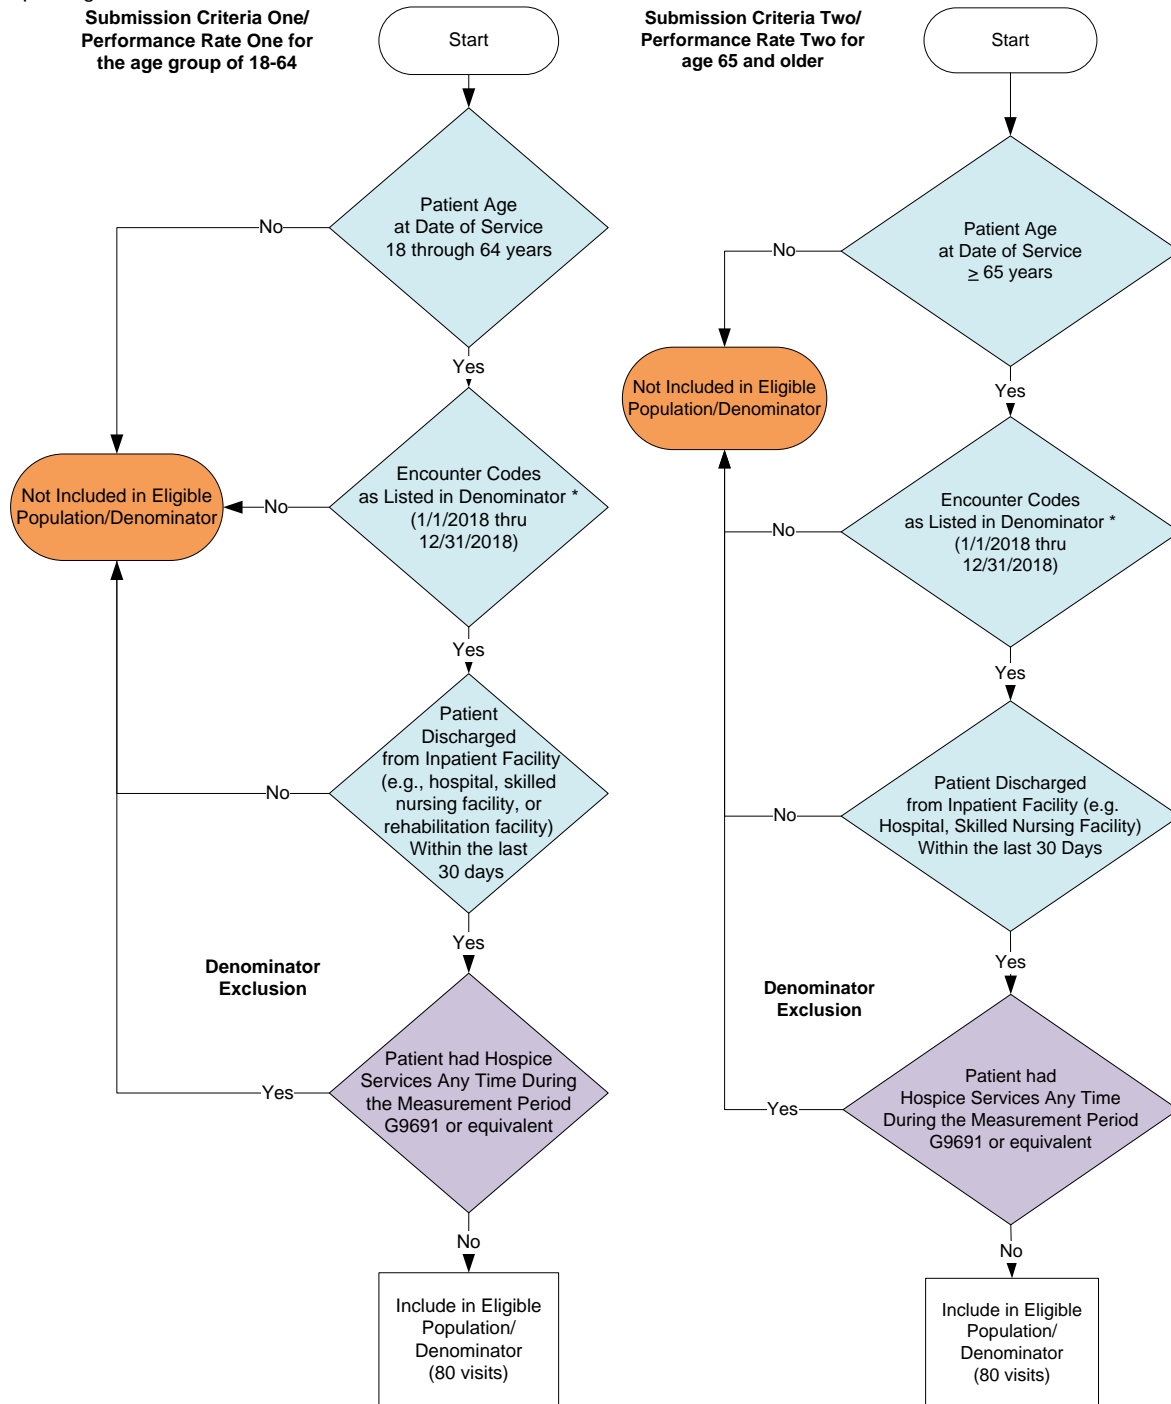 Submission Criteria One/
Performance Rate One for
the age group of 18-64
Start
Patient Age
at Date of Service
18 through 64 years
No
Yes
Encounter Codes
as Listed in Denominator *
(1/1/2018 thru
12/31/2018)
No
Not Included in Eligible
Population/Denominator
Yes
Patient
Discharged
from Inpatient Facility
(e.g., hospital, skilled
nursing facility, or
rehabilitation facility)
Within the last
30 days
No
Yes
Denominator
Exclusion
Patient had Hospice
Services Any Time During
the Measurement Period
G9691 or equivalent
Yes
No
Include in Eligible
Population/
Denominator
(80 visits)
Submission Criteria Two/
Performance Rate Two for
age 65 and older
Start
Patient Age
at Date of Service
≥ 65 years
No
Yes
Not Included in Eligible
Population/Denominator
Encounter Codes
as Listed in Denominator *
(1/1/2018 thru
12/31/2018)
No
Yes
Patient Discharged
from Inpatient Facility (e.g.
Hospital, Skilled Nursing Facility)
Within the last 30 Days
No
Yes
Denominator
Exclusion
Patient had
Hospice Services Any Time
During the Measurement Period
G9691 or equivalent
Yes
No
Include in Eligible
Population/
Denominator
(80 visits)